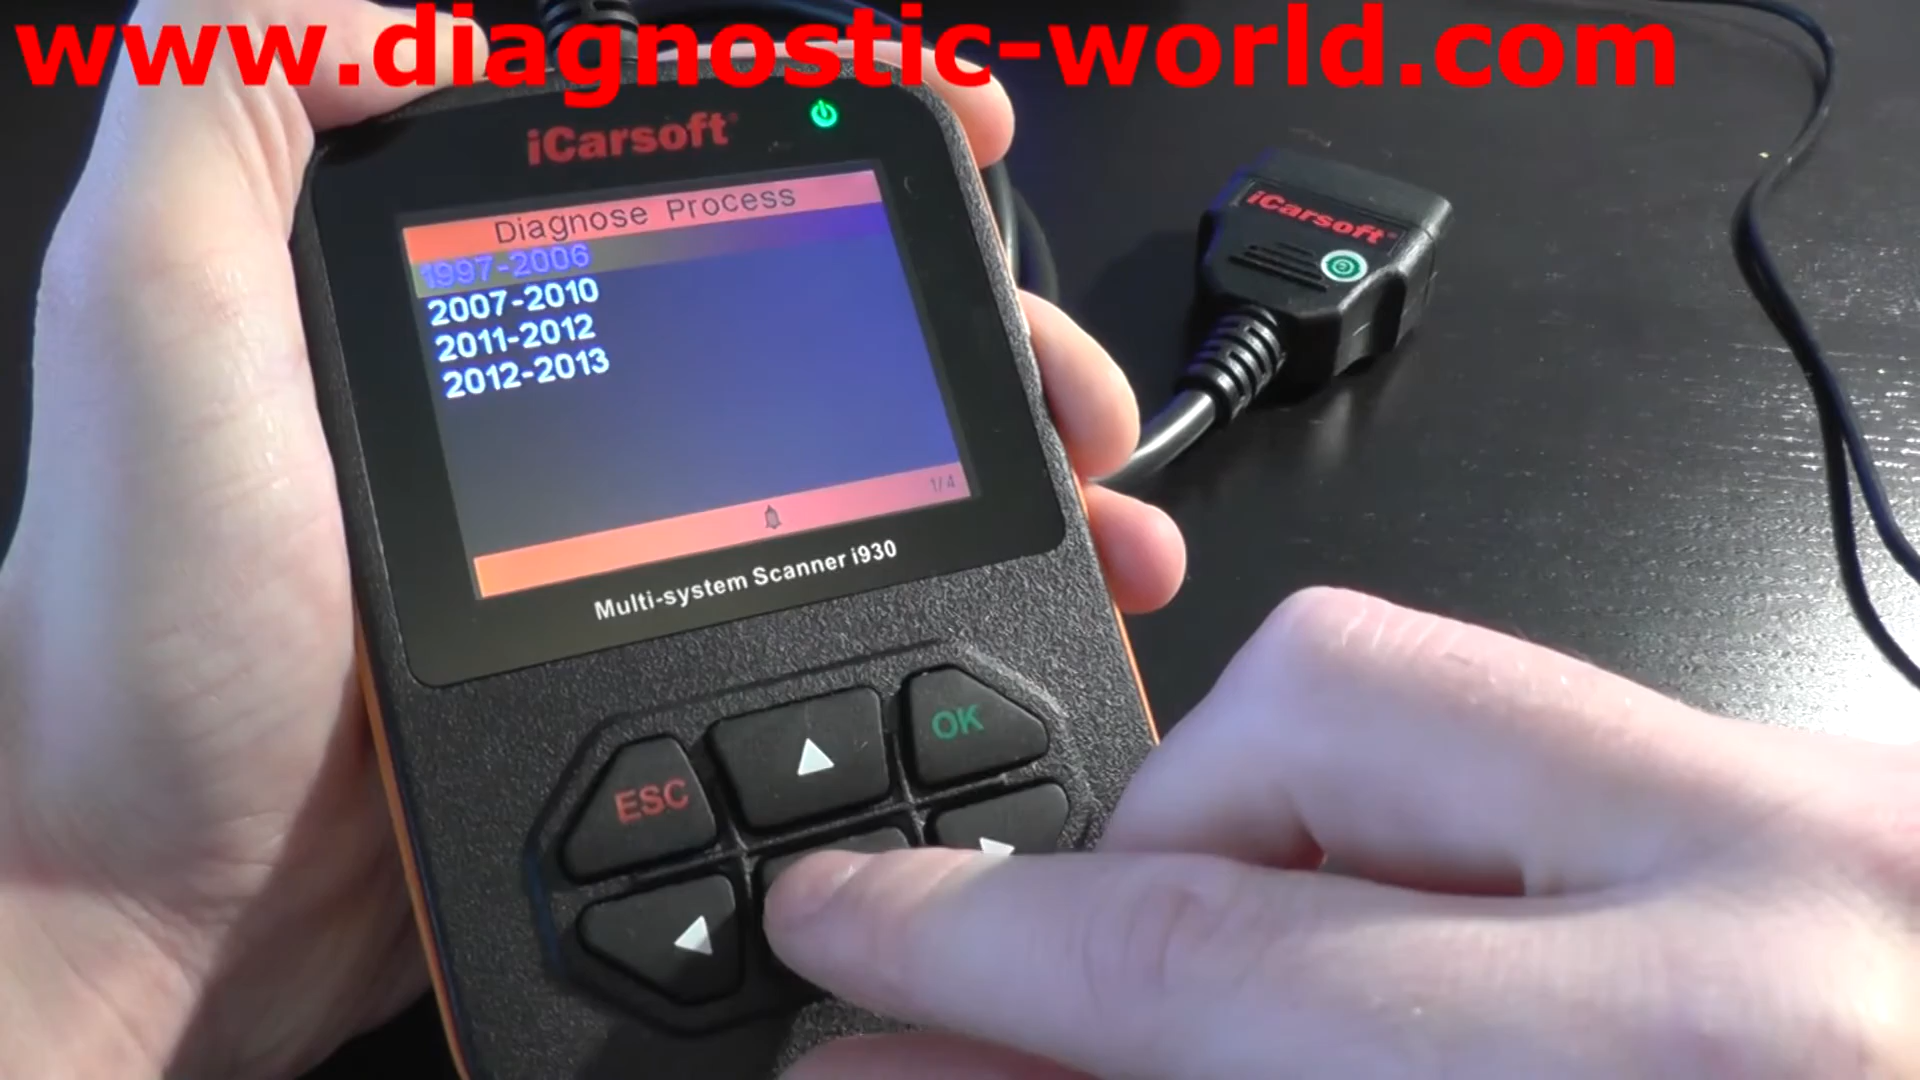 www.diagnostic-world.com
iCarsoft
Diagnose Process
1997-2006
2007-2010
2011-2012
2012-2013
1/4
Multi-system Scanner i930
iCarsoft
OK
ESC